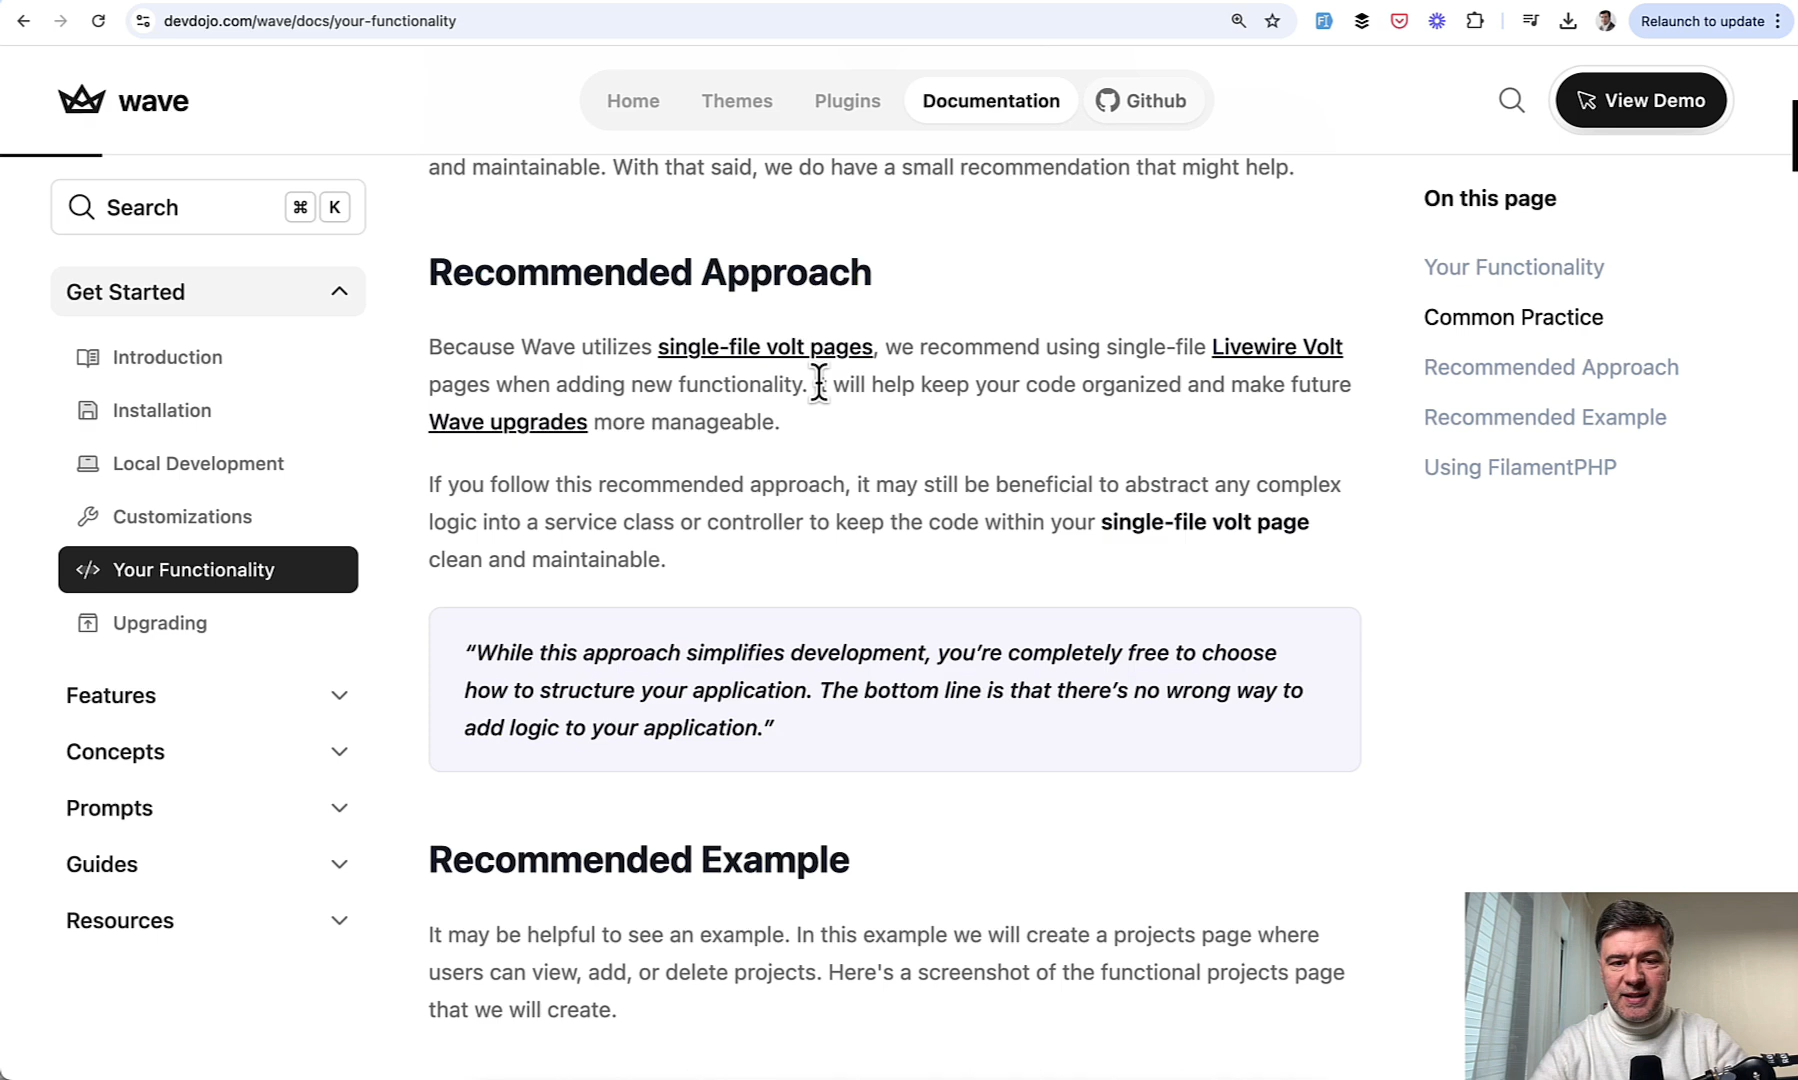 devdojo.com/wave/docs/your-functionality
Relaunch to update
wave
Home
Themes
Plugins
Documentation
Github
View Demo
Search
⌘ K
Get Started
Introduction
Installation
Local Development
Customizations
Your Functionality
Upgrading
Features
Concepts
Prompts
Guides
Resources
and maintainable. With that said, we do have a small recommendation that might help.
Recommended Approach
Because Wave utilizes single-file volt pages, we recommend using single-file Livewire Volt
pages when adding new functionality. It will help keep your code organized and make future
Wave upgrades more manageable.
If you follow this recommended approach, it may still be beneficial to abstract any complex
logic into a service class or controller to keep the code within your single-file volt page
clean and maintainable.
“While this approach simplifies development, you’re completely free to choose
how to structure your application. The bottom line is that there’s no wrong way to
add logic to your application.”
Recommended Example
It may be helpful to see an example. In this example we will create a projects page where
users can view, add, or delete projects. Here's a screenshot of the functional projects page
that we will create.
On this page
Your Functionality
Common Practice
Recommended Approach
Recommended Example
Using FilamentPHP